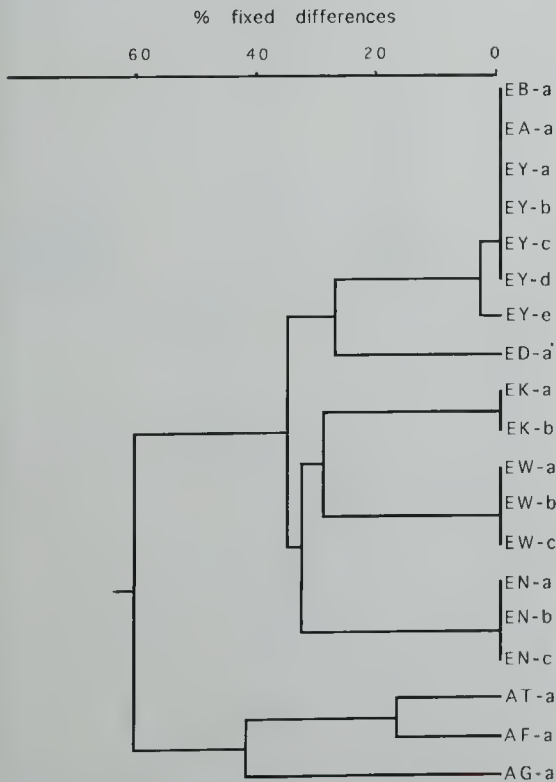 % fixed differences
60 40 20 0
EB-a
EA-a
EY-a
EY-b
EY-c
EY-d
EY-e
ED-a
EK-a
EK-b
EW-a
EW-b
EW-c
EN-a
EN-b
EN-c
AT-a
AF-a
AG-a